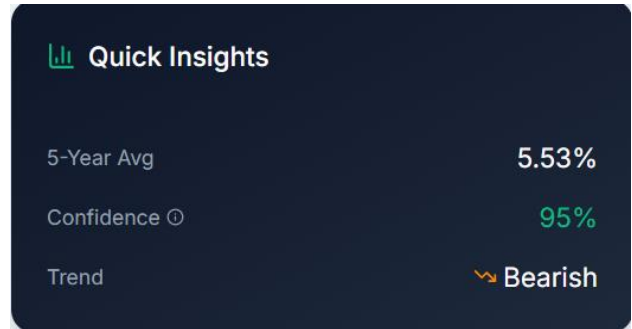 Quick Insights
5-Year Avg 5.53%
Confidence 95%
Trend Bearish